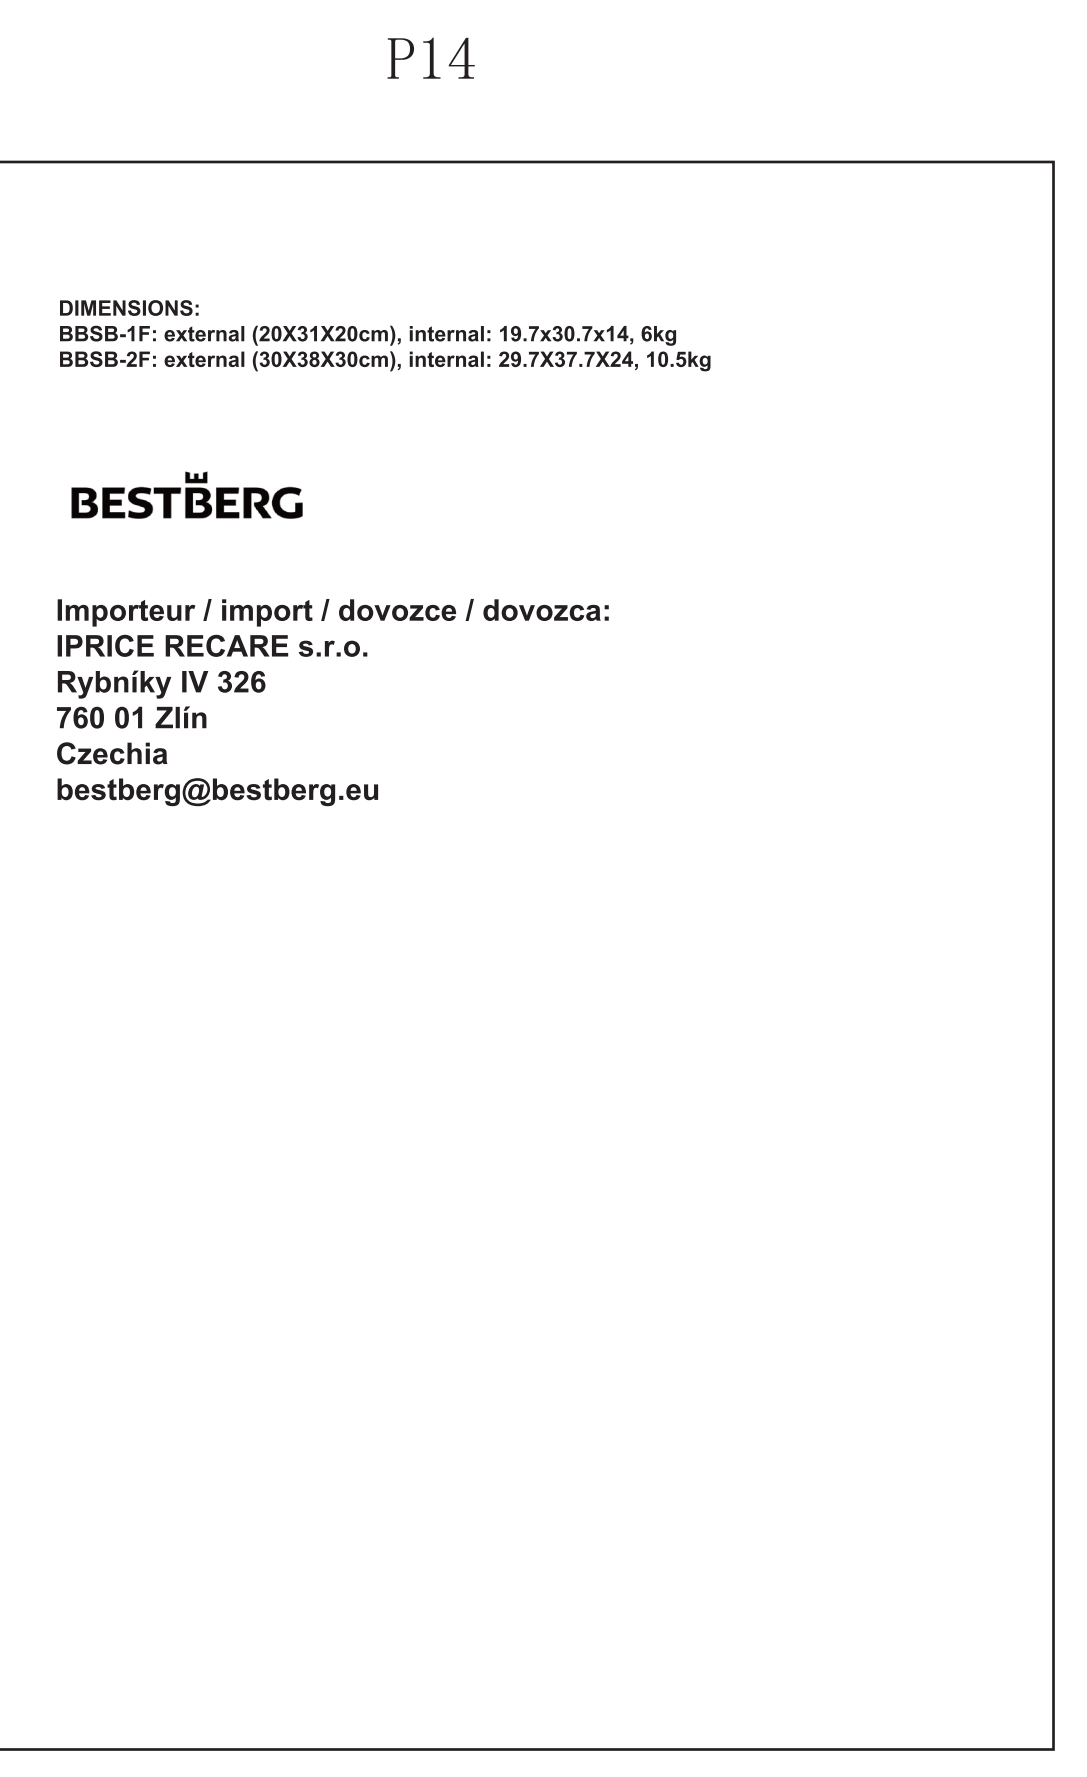 P14
DIMENSIONS:
BBSB-1F: external (20X31X20cm), internal: 19.7x30.7x14, 6kg
BBSB-2F: external (30X38X30cm), internal: 29.7X37.7X24, 10.5kg
BESTBERG
Importeur / import / dovozce / dovozca:
IPRICE RECARE s.r.o.
Rybníky IV 326
760 01 Zlín
Czechia
bestberg@bestberg.eu